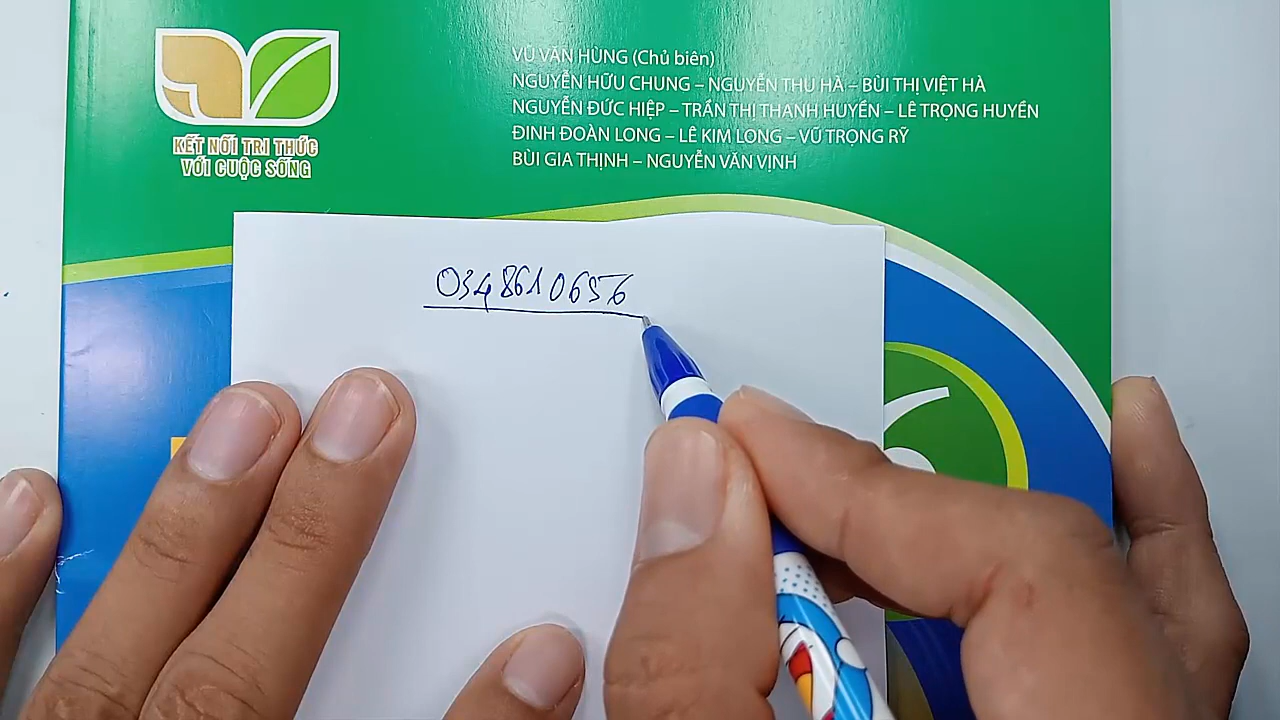 KẾT NỐI TRI THỨC
VỚI CUỘC SỐNG
VŨ VĂN HÙNG (Chủ biên)
NGUYỄN HỮU CHUNG – NGUYỄN THU HÀ – BÙI THỊ VIỆT HÀ
NGUYỄN ĐỨC HIỆP – TRẦN THỊ THANH HUYỀN – LÊ TRỌNG HUYỀN
ĐINH ĐOÀN LONG – LÊ KIM LONG – VŨ TRỌNG RỸ
BÙI GIA THỊNH – NGUYỄN VĂN VỊNH
0348610656